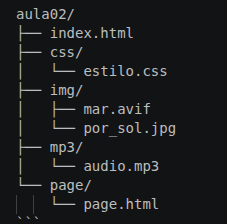 aula02/
├── index.html
├── css/
│   └── estilo.css
├── img/
│   ├── mar.avif
│   └── por_sol.jpg
├── mp3/
│   └── audio.mp3
└── page/
│ │ └── page.html
```